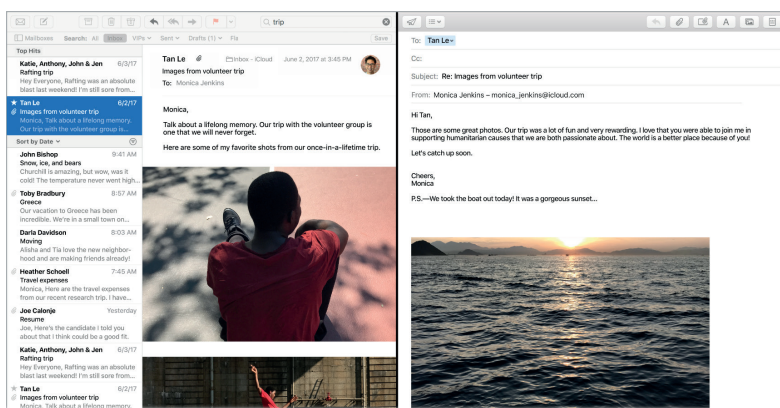 trip
Mailboxes Search: All Inbox VIPs Sent Drafts (1) Fla Save
Top Hits
Katie, Anthony, John & Jen 6/3/17
Rafting trip
Hey Everyone, Rafting was an absolute
blast last weekend! I'm still sore from...
Tan Le 6/2/17
Images from volunteer trip
Monica, Talk about a lifelong memory.
Our trip with the volunteer group is...
Sort by Date
John Bishop 9:41 AM
Snow, ice, and bears
Churchill is amazing, but wow, was it
cold! The temperature never went high...
Toby Bradbury 8:57 AM
Greece
Our vacation to Greece has been
incredible. We're in a small town on...
Darla Davidson 8:03 AM
Moving
Alisha and Tia love the new neighbor-
hood and are making friends already!
Heather Schoell 7:45 AM
Travel expenses
Monica, Here are the travel expenses
from our recent research trip. I have...
Joe Calonje Yesterday
Resume
Joe, Here's the candidate I told you
about that I think could be a good fit.
Katie, Anthony, John & Jen 6/3/17
Rafting trip
Hey Everyone, Rafting was an absolute
blast last weekend! I'm still sore from...
Tan Le 6/2/17
Images from volunteer trip
Monica, Talk about a lifelong memory.
Tan Le Inbox - iCloud June 2, 2017 at 3:45 PM
Images from volunteer trip
To: Monica Jenkins
Monica,
Talk about a lifelong memory. Our trip with the volunteer group is
one that we will never forget.
Here are some of my favorite shots from our once-in-a-lifetime trip.
To: Tan Le
Cc:
Subject: Re: Images from volunteer trip
From: Monica Jenkins – monica_jenkins@icloud.com
Hi Tan,
Those are some great photos. Our trip was a lot of fun and very rewarding. I love that you were able to join me in
supporting humanitarian causes that we are both passionate about. The world is a better place because of you!
Let's catch up soon.
Cheers,
Monica
P.S.—We took the boat out today! It was a gorgeous sunset...